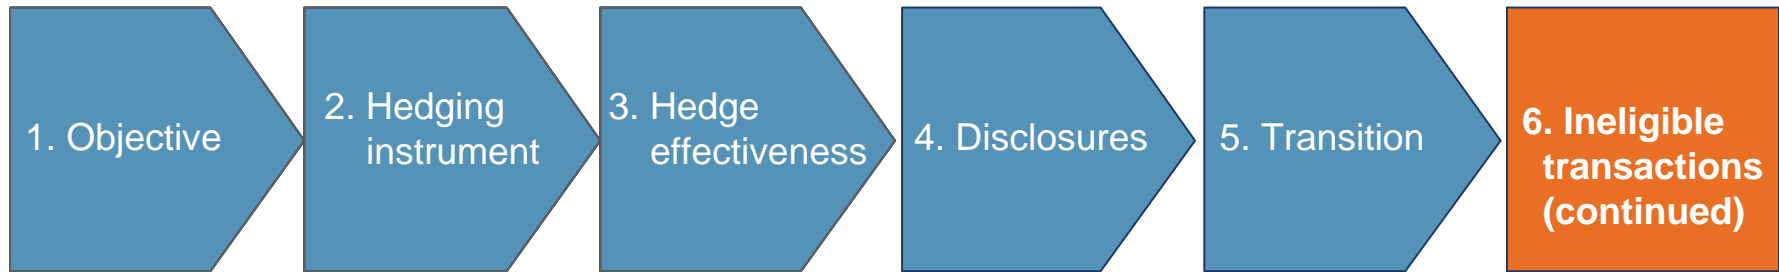 1. Objective
2. Hedging
instrument
3. Hedge
effectiveness
4. Disclosures
5. Transition
6. Ineligible
transactions
(continued)